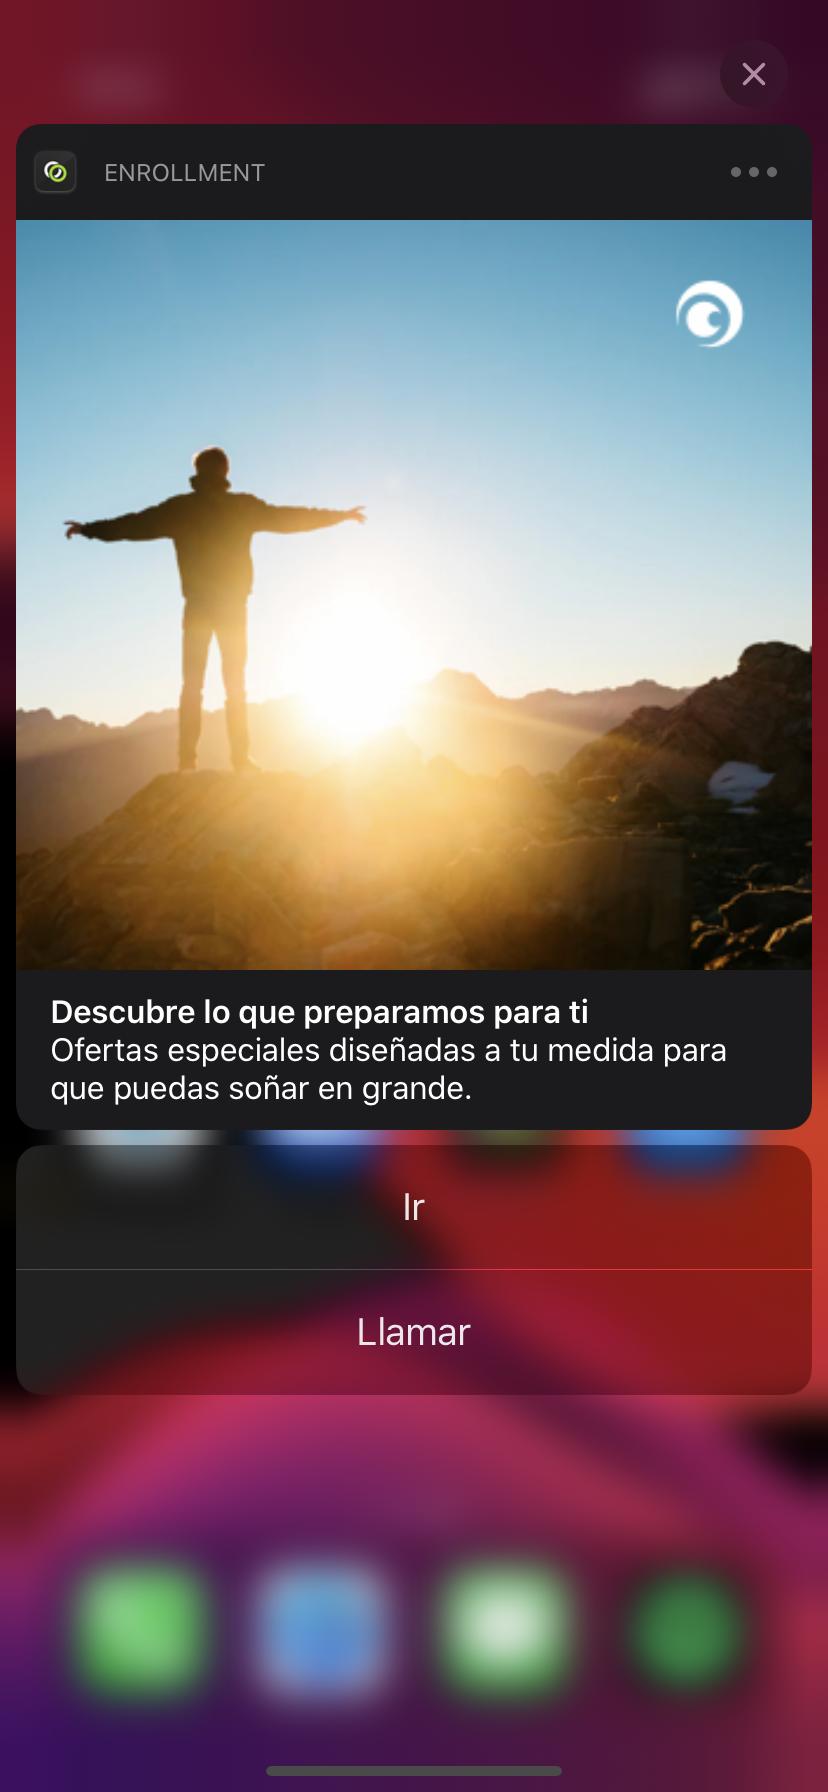 ENROLLMENT
Descubre lo que preparamos para ti
Ofertas especiales diseñadas a tu medida para
que puedas soñar en grande.
Ir
Llamar